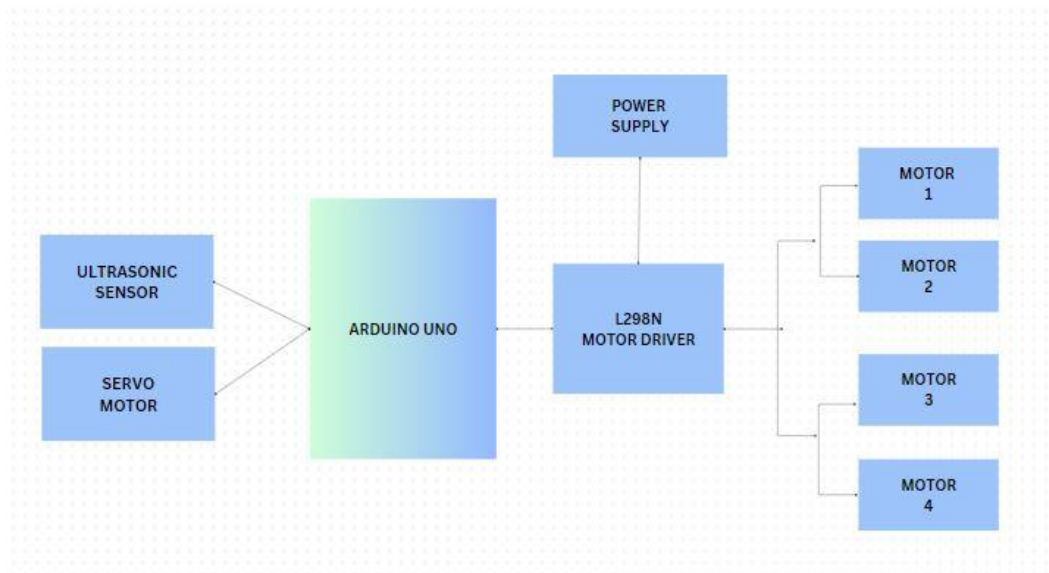 POWER
SUPPLY
MOTOR
1
ULTRASONIC
SENSOR
MOTOR
2
ARDUINO UNO
L298N
MOTOR DRIVER
SERVO
MOTOR
MOTOR
3
MOTOR
4